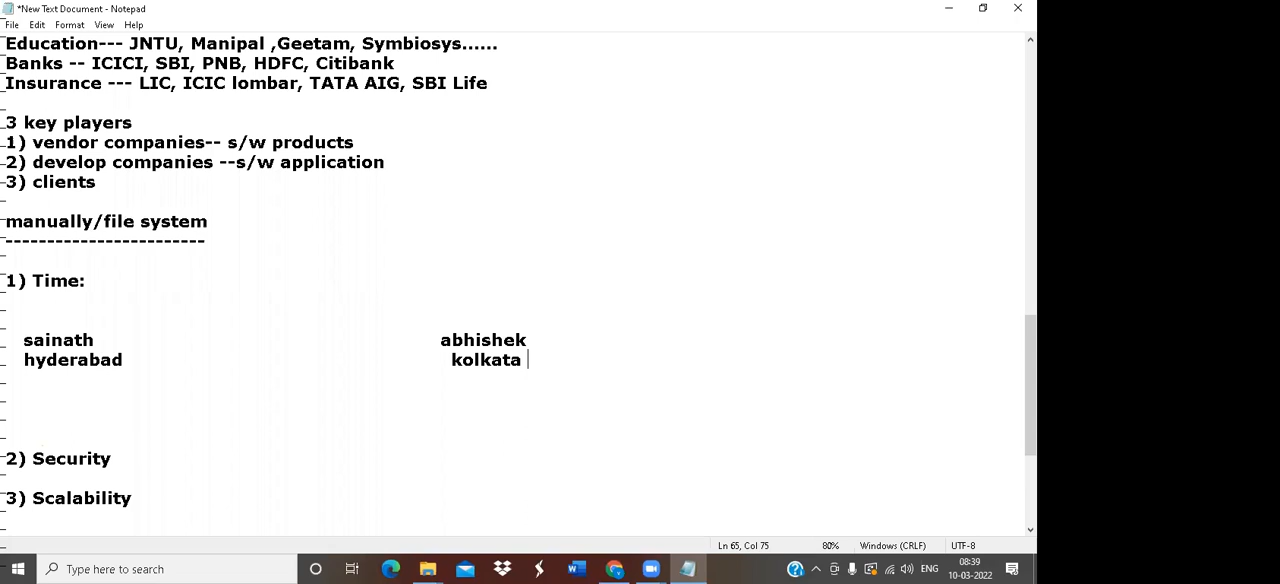 *New Text Document - Notepad
File Edit Format View Help
Education--- JNTU, Manipal ,Geetam, Symbiosys......
Banks -- ICICI, SBI, PNB, HDFC, Citibank
Insurance --- LIC, ICIC lombar, TATA AIG, SBI Life
3 key players
1) vendor companies-- s/w products
2) develop companies --s/w application
3) clients
manually/file system
------------------------
1) Time:
sainath abhishek
hyderabad kolkata
2) Security
3) Scalability
Ln 65, Col 75 80% Windows (CRLF) UTF-8
Type here to search ENG 08:39
10-03-2022